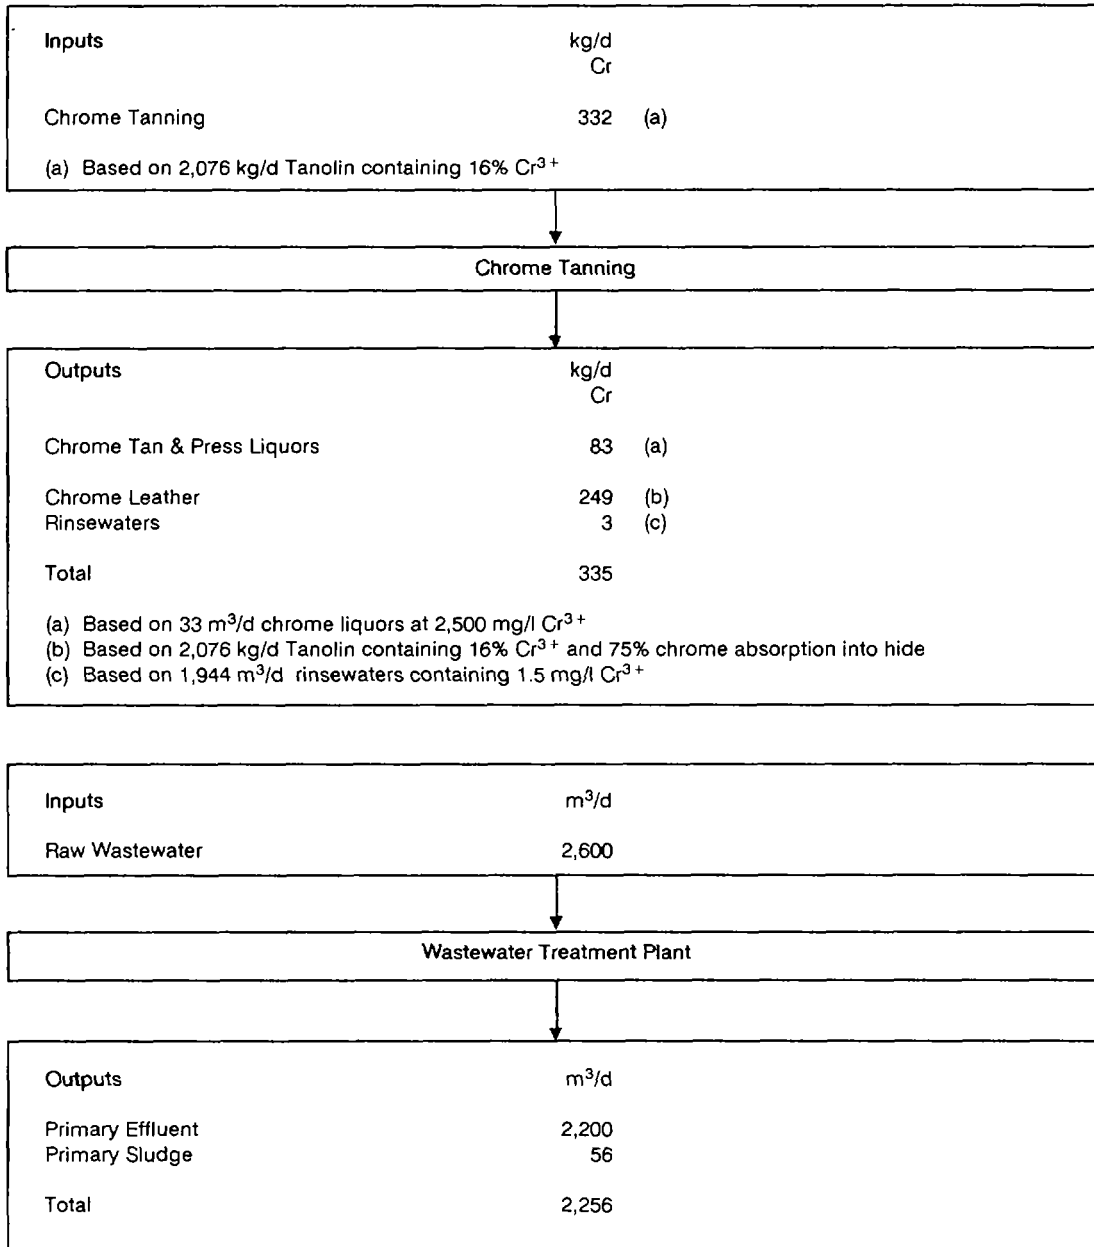 Inputs kg/d
Cr
Chrome Tanning 332 (a)
(a) Based on 2,076 kg/d Tanolin containing 16% Cr³⁺
Chrome Tanning
Outputs kg/d
Cr
Chrome Tan & Press Liquors 83 (a)
Chrome Leather 249 (b)
Rinsewaters 3 (c)
Total 335
(a) Based on 33 m³/d chrome liquors at 2,500 mg/l Cr³⁺
(b) Based on 2,076 kg/d Tanolin containing 16% Cr³⁺ and 75% chrome absorption into hide
(c) Based on 1,944 m³/d rinsewaters containing 1.5 mg/l Cr³⁺
Inputs m³/d
Raw Wastewater 2,600
Wastewater Treatment Plant
Outputs m³/d
Primary Effluent 2,200
Primary Sludge 56
Total 2,256